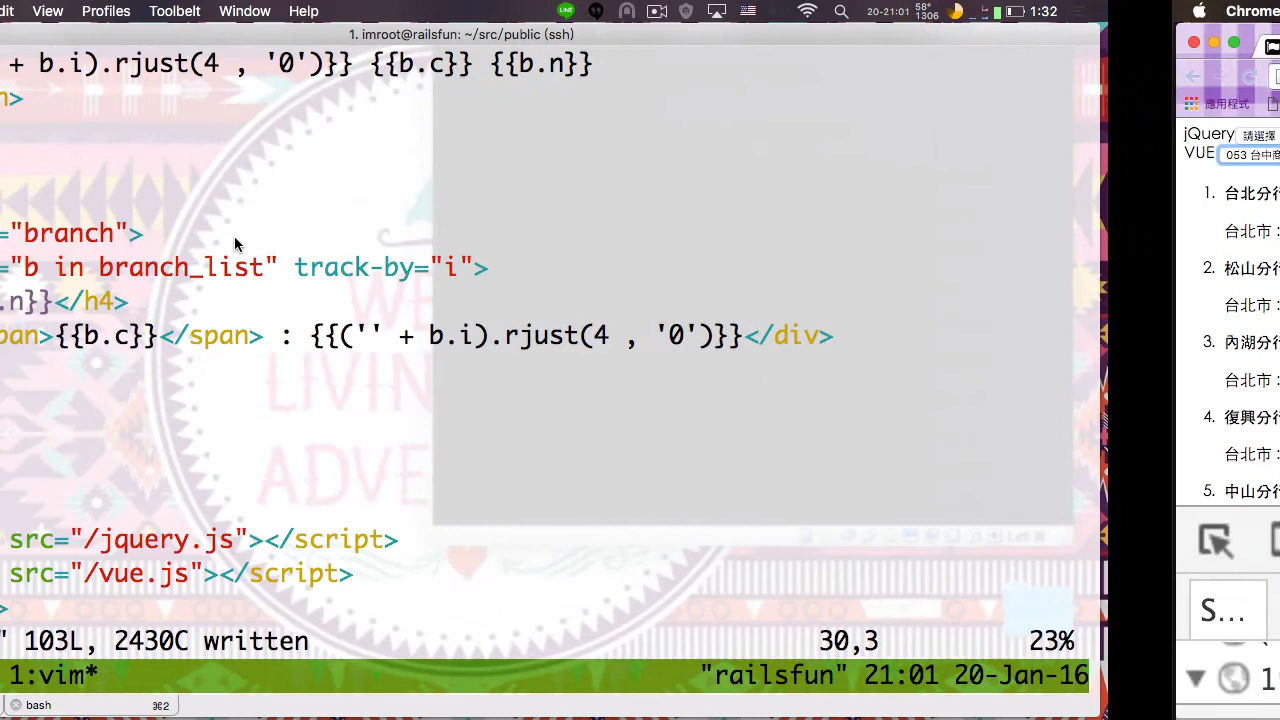 dit View Profiles Toolbelt Window Help 20-21:01 58° 1306 1:32
Chrome
1. imroot@railsfun: ~/src/public (ssh)
+ b.i).rjust(4 , '0')}} {{b.c}} {{b.n}}
n>
="branch">
="b in branch_list" track-by="i">
.n}}</h4>
pan>{{b.c}}</span> : {{('' + b.i).rjust(4 , '0')}}</div>
LIVIN
ADVE
src="/jquery.js"></script>
src="/vue.js"></script>
>
" 103L, 2430C written 30,3 23%
1:vim* "railsfun" 21:01 20-Jan-16
bash ⌘2
應用程式
jQuery 請選擇
VUE 053 台中商
1. 台北分行
台北市 :
2. 松山分行
台北市 :
3. 內湖分行
台北市 :
4. 復興分行
台北市 :
5. 中山分行
S...